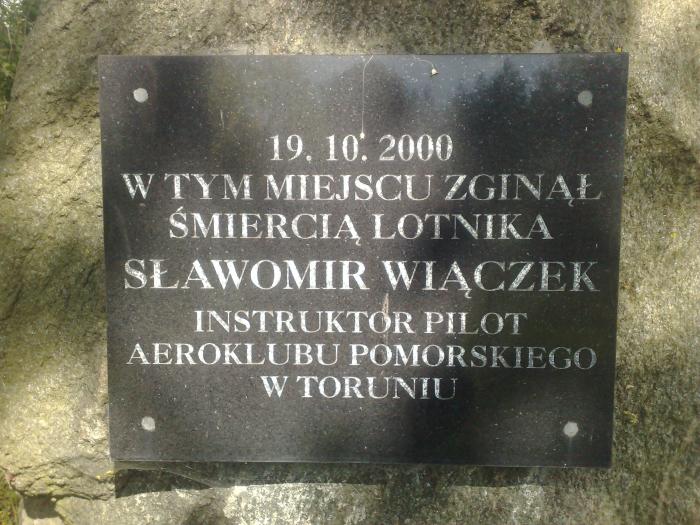 19. 10. 2000
W TYM MIEJSCU ZGINĄŁ
ŚMIERCIĄ LOTNIKA
SŁAWOMIR WIĄCZEK
INSTRUKTOR PILOT
AEROKLUBU POMORSKIEGO
W TORUNIU